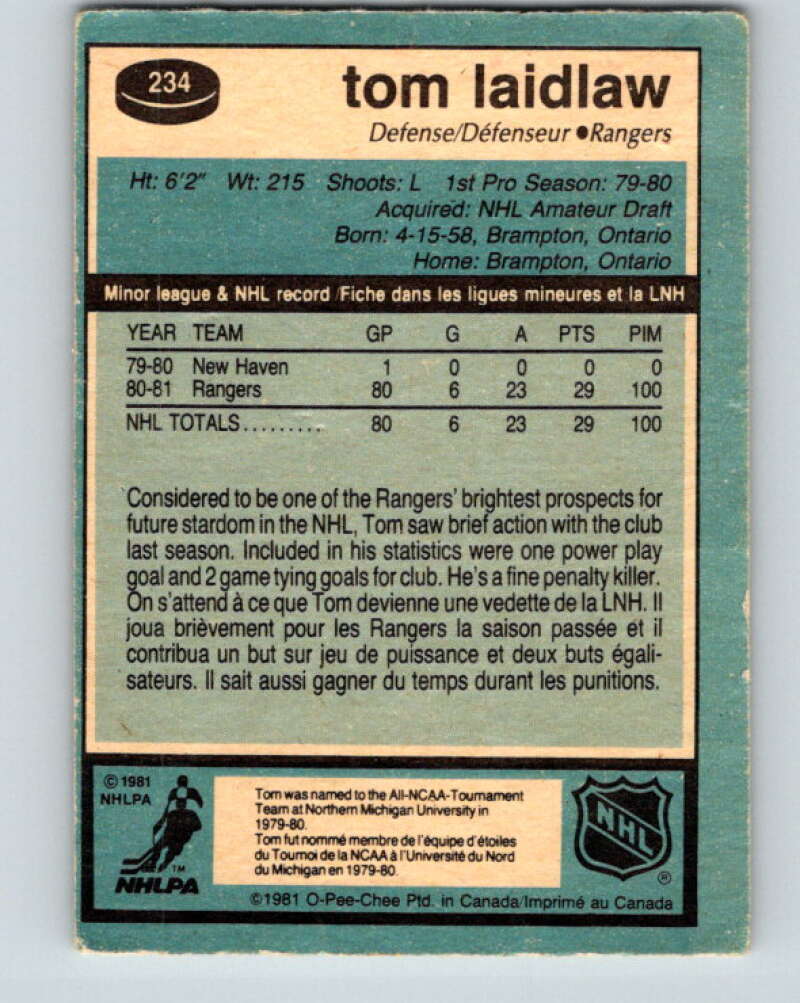 234
tom laidlaw
Defense/Défenseur ●Rangers
Ht: 6'2" Wt: 215 Shoots: L 1st Pro Season: 79-80
Acquired: NHL Amateur Draft
Born: 4-15-58, Brampton, Ontario
Home: Brampton, Ontario
Minor league & NHL record/Fiche dans les ligues mineures et la LNH
YEAR TEAM GP G A PTS PIM
79-80 New Haven 1 0 0 0 0
80-81 Rangers 80 6 23 29 100
NHL TOTALS......... 80 6 23 29 100
Considered to be one of the Rangers' brightest prospects for
future stardom in the NHL, Tom saw brief action with the club
last season. Included in his statistics were one power play
goal and 2 game tying goals for club. He's a fine penalty killer.
On s'attend à ce que Tom devienne une vedette de la LNH. Il
joua brièvement pour les Rangers la saison passée et il
contribua un but sur jeu de puissance et deux buts égali-
sateurs. Il sait aussi gagner du temps durant les punitions.
© 1981
NHLPA
TM
NHLPA
Tom was named to the All-NCAA-Tournament
Team at Northern Michigan University in
1979-80.
Tom fut nommé membre de l'équipe d'étoiles
du Tournoi de la NCAA à l'Université du Nord
du Michigan en 1979-80.
NHL
®
©1981 O-Pee-Chee Ptd. in Canada/Imprimé au Canada